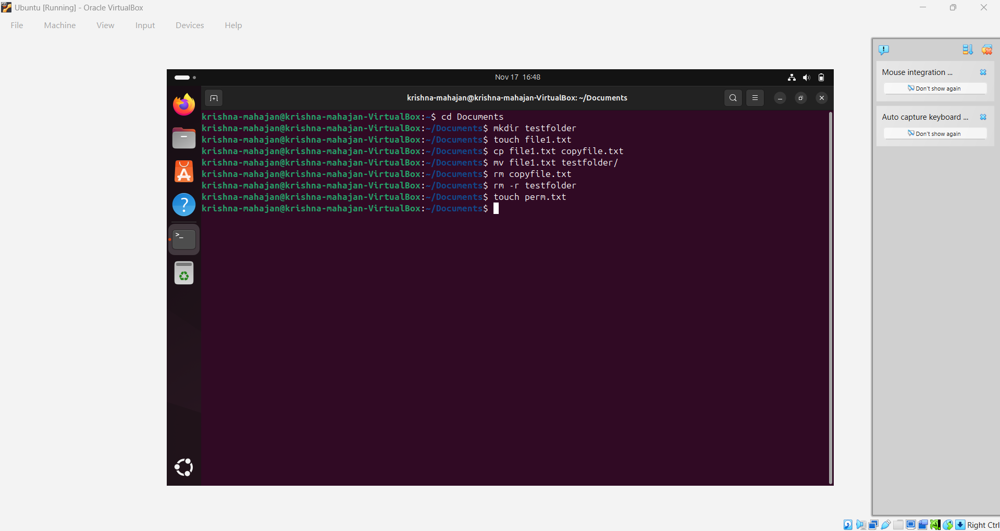 Ubuntu [Running] - Oracle VirtualBox
File Machine View Input Devices Help
Nov 17 16:48
krishna-mahajan@krishna-mahajan-VirtualBox: ~/Documents
krishna-mahajan@krishna-mahajan-VirtualBox:~$ cd Documents
krishna-mahajan@krishna-mahajan-VirtualBox:~/Documents$ mkdir testfolder
krishna-mahajan@krishna-mahajan-VirtualBox:~/Documents$ touch file1.txt
krishna-mahajan@krishna-mahajan-VirtualBox:~/Documents$ cp file1.txt copyfile.txt
krishna-mahajan@krishna-mahajan-VirtualBox:~/Documents$ mv file1.txt testfolder/
krishna-mahajan@krishna-mahajan-VirtualBox:~/Documents$ rm copyfile.txt
krishna-mahajan@krishna-mahajan-VirtualBox:~/Documents$ rm -r testfolder
krishna-mahajan@krishna-mahajan-VirtualBox:~/Documents$ touch perm.txt
krishna-mahajan@krishna-mahajan-VirtualBox:~/Documents$
Mouse integration ...
Don't show again
Auto capture keyboard ...
Don't show again
Right Ctrl